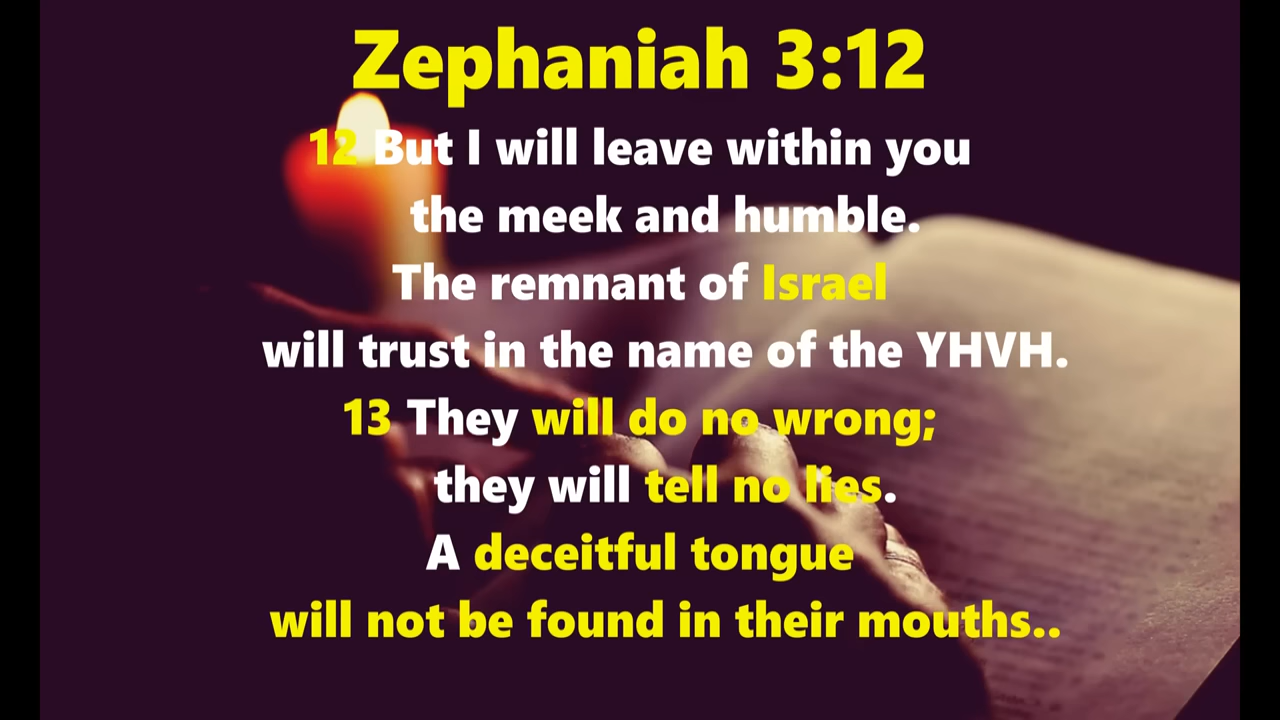 Zephaniah 3:12
12 But I will leave within you
the meek and humble.
The remnant of Israel
will trust in the name of the YHVH.
13 They will do no wrong;
they will tell no lies.
A deceitful tongue
will not be found in their mouths..